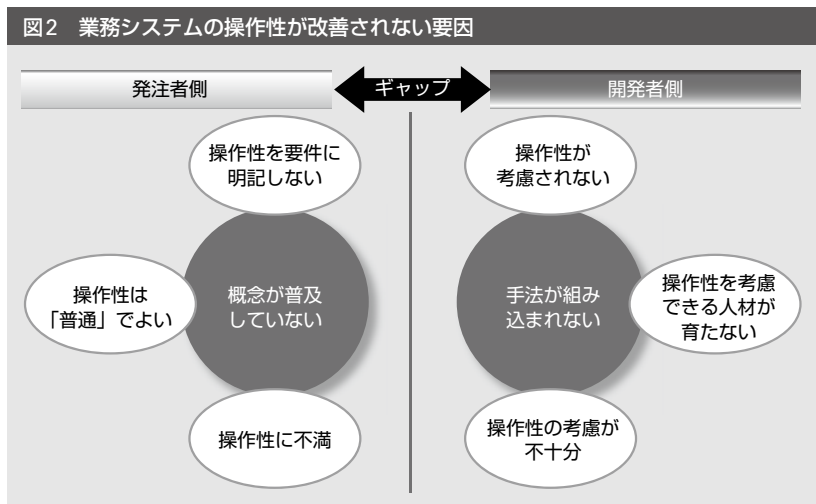 図2 業務システムの操作性が改善されない要因
発注者側
ギャップ
開発者側
操作性を要件に
明記しない
操作性は
「普通」でよい
概念が普及
していない
操作性に不満
操作性が
考慮されない
手法が組み
込まれない
操作性を考慮
できる人材が
育たない
操作性の考慮が
不十分